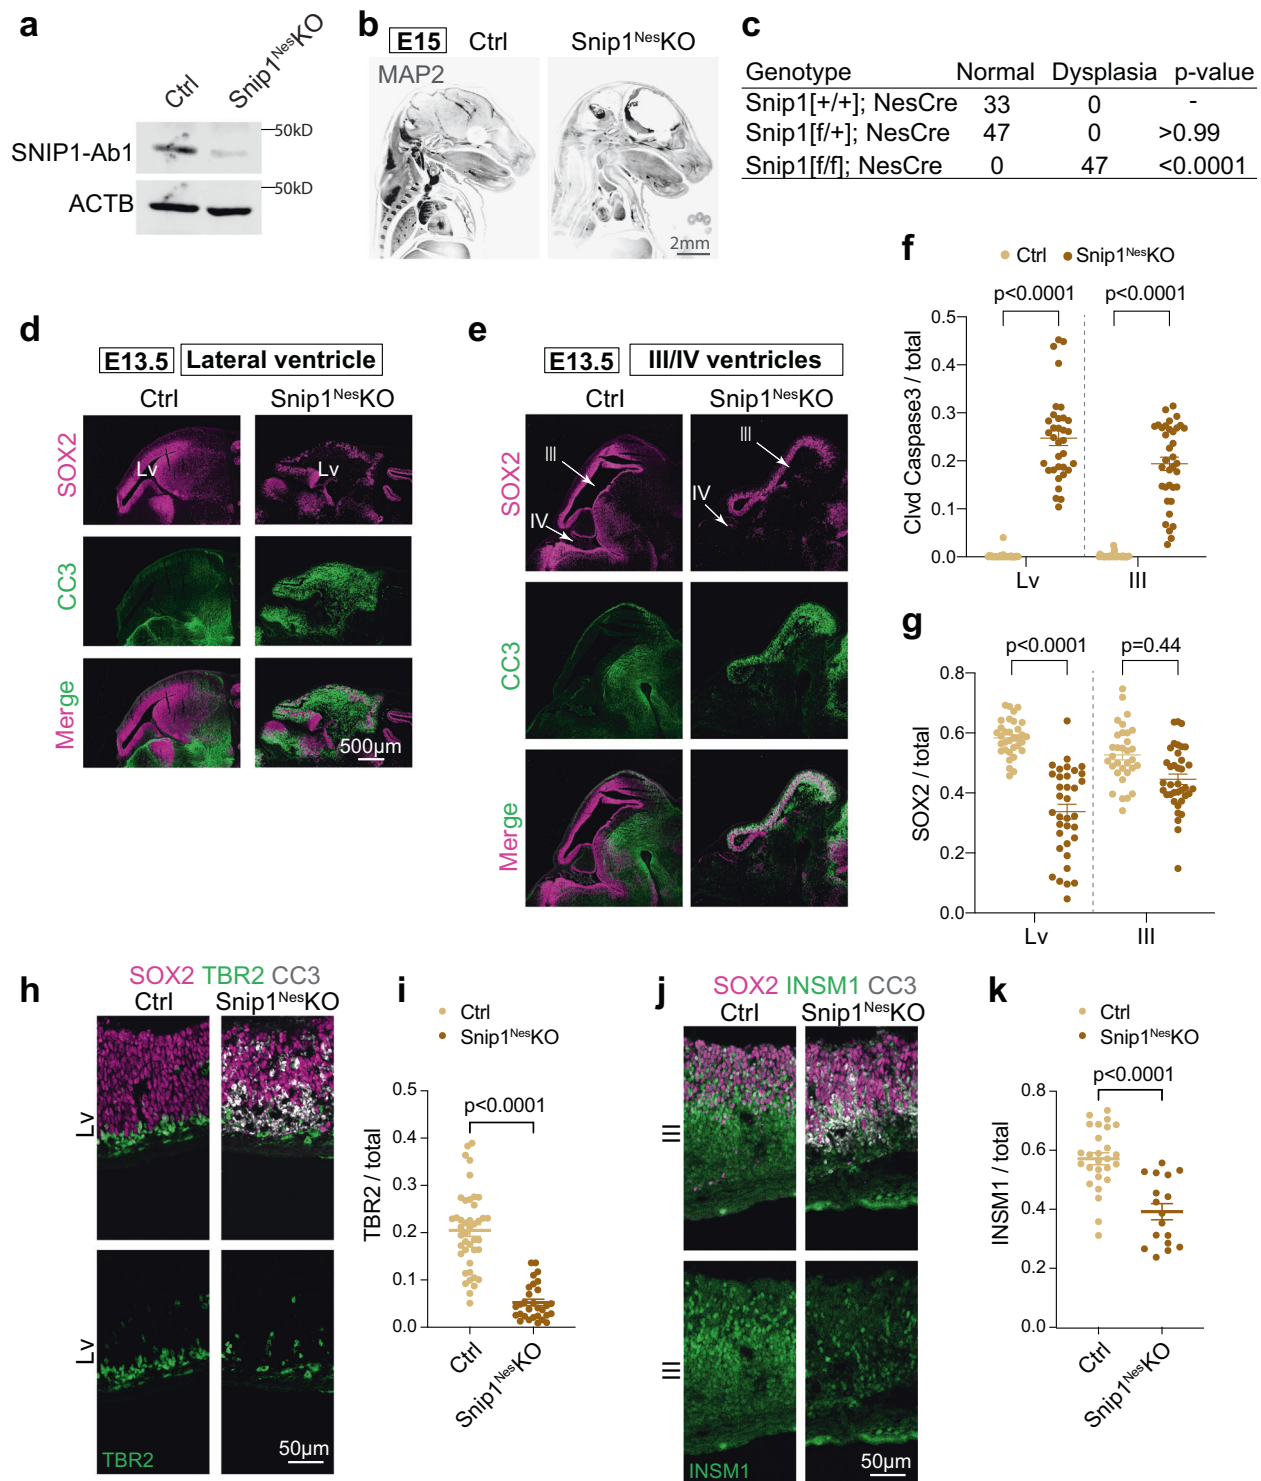 a
Ctrl
Snip1NesKO
SNIP1-Ab1
50kD
ACTB
50kD
b
E15 Ctrl Snip1NesKO
MAP2
2mm
c
Genotype Normal Dysplasia p-value
Snip1[+/+]; NesCre 33 0 -
Snip1[f/+]; NesCre 47 0 >0.99
Snip1[f/f]; NesCre 0 47 <0.0001
d
E13.5 Lateral ventricle
Ctrl Snip1NesKO
SOX2
Lv Lv
CC3
Merge
500µm
e
E13.5 III/IV ventricles
Ctrl Snip1NesKO
SOX2
III III
IV IV
CC3
Merge
f
Ctrl Snip1NesKO
p<0.0001 p<0.0001
Clvd Caspase3 / total
0.5
0.4
0.3
0.2
0.1
0.0
Lv III
g
p<0.0001 p=0.44
SOX2 / total
0.8
0.6
0.4
0.2
0.0
Lv III
h
SOX2 TBR2 CC3
Ctrl Snip1NesKO
Lv
Lv
TBR2
50µm
i
Ctrl
Snip1NesKO
p<0.0001
TBR2 / total
0.5
0.4
0.3
0.2
0.1
0.0
Ctrl
Snip1NesKO
j
SOX2 INSM1 CC3
Ctrl Snip1NesKO
III
III
INSM1
50µm
k
Ctrl
Snip1NesKO
p<0.0001
INSM1 / total
0.8
0.6
0.4
0.2
0.0
Ctrl
Snip1NesKO